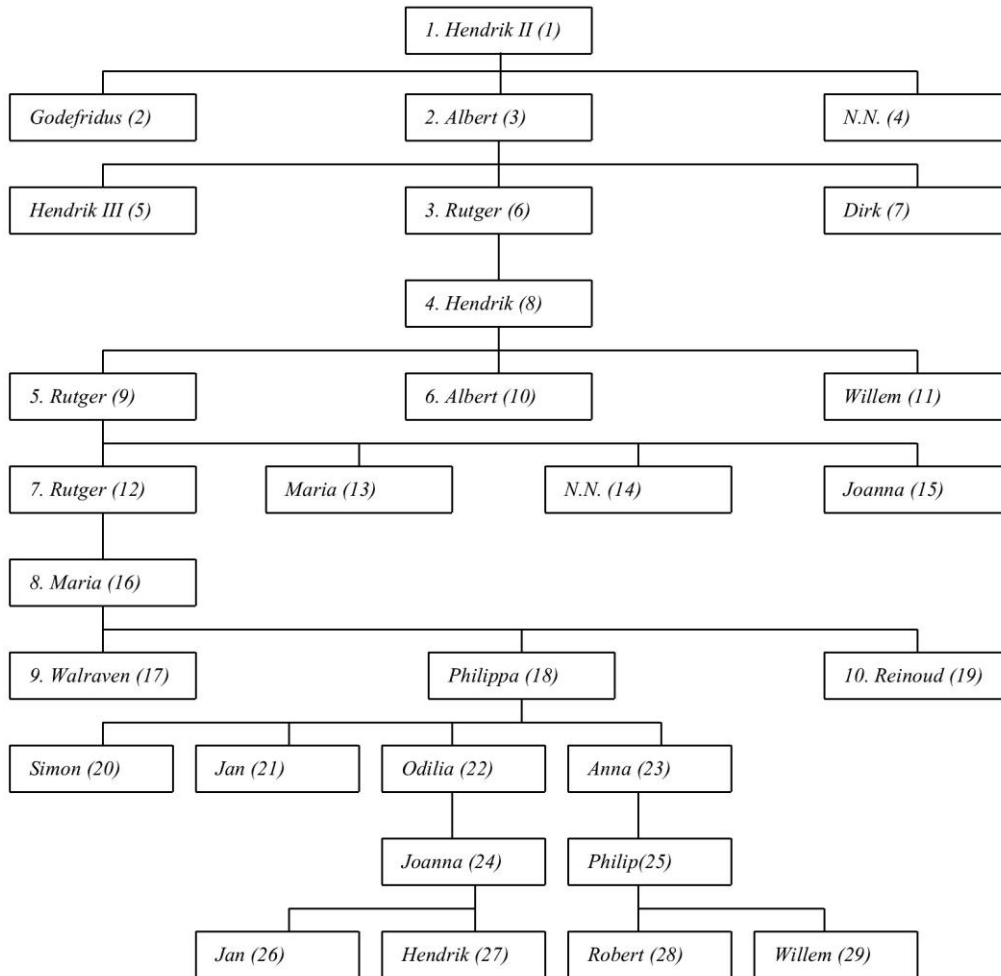 1. Hendrik II (1)
Godefridus (2)
2. Albert (3)
N.N. (4)
Hendrik III (5)
3. Rutger (6)
Dirk (7)
4. Hendrik (8)
5. Rutger (9)
6. Albert (10)
Willem (11)
7. Rutger (12)
Maria (13)
N.N. (14)
Joanna (15)
8. Maria (16)
9. Walraven (17)
Philippa (18)
10. Reinoud (19)
Simon (20)
Jan (21)
Odilia (22)
Anna (23)
Joanna (24)
Philip(25)
Jan (26)
Hendrik (27)
Robert (28)
Willem (29)